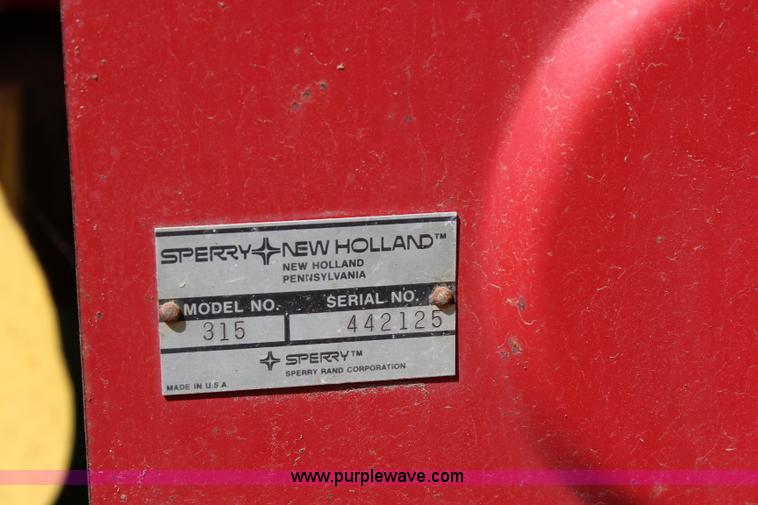 SPERRY NEW HOLLAND™
NEW HOLLAND
PENNSYLVANIA
MODEL NO. SERIAL NO.
315 442125
SPERRY™
SPERRY RAND CORPORATION
MADE IN U.S.A.
www.purplewave.com